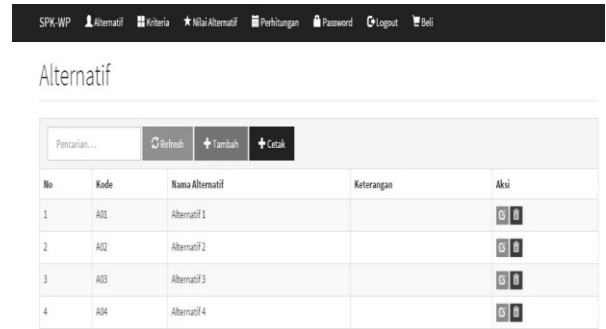 SPK-WP Alternatif Kriteria Nilai Alternatif Perhitungan Password Logout Beli
Alternatif
Pencarian... Refresh Tambah Cetak
No Kode Nama Alternatif Keterangan Aksi
1 A01 Alternatif 1
2 A02 Alternatif 2
3 A03 Alternatif 3
4 A04 Alternatif 4